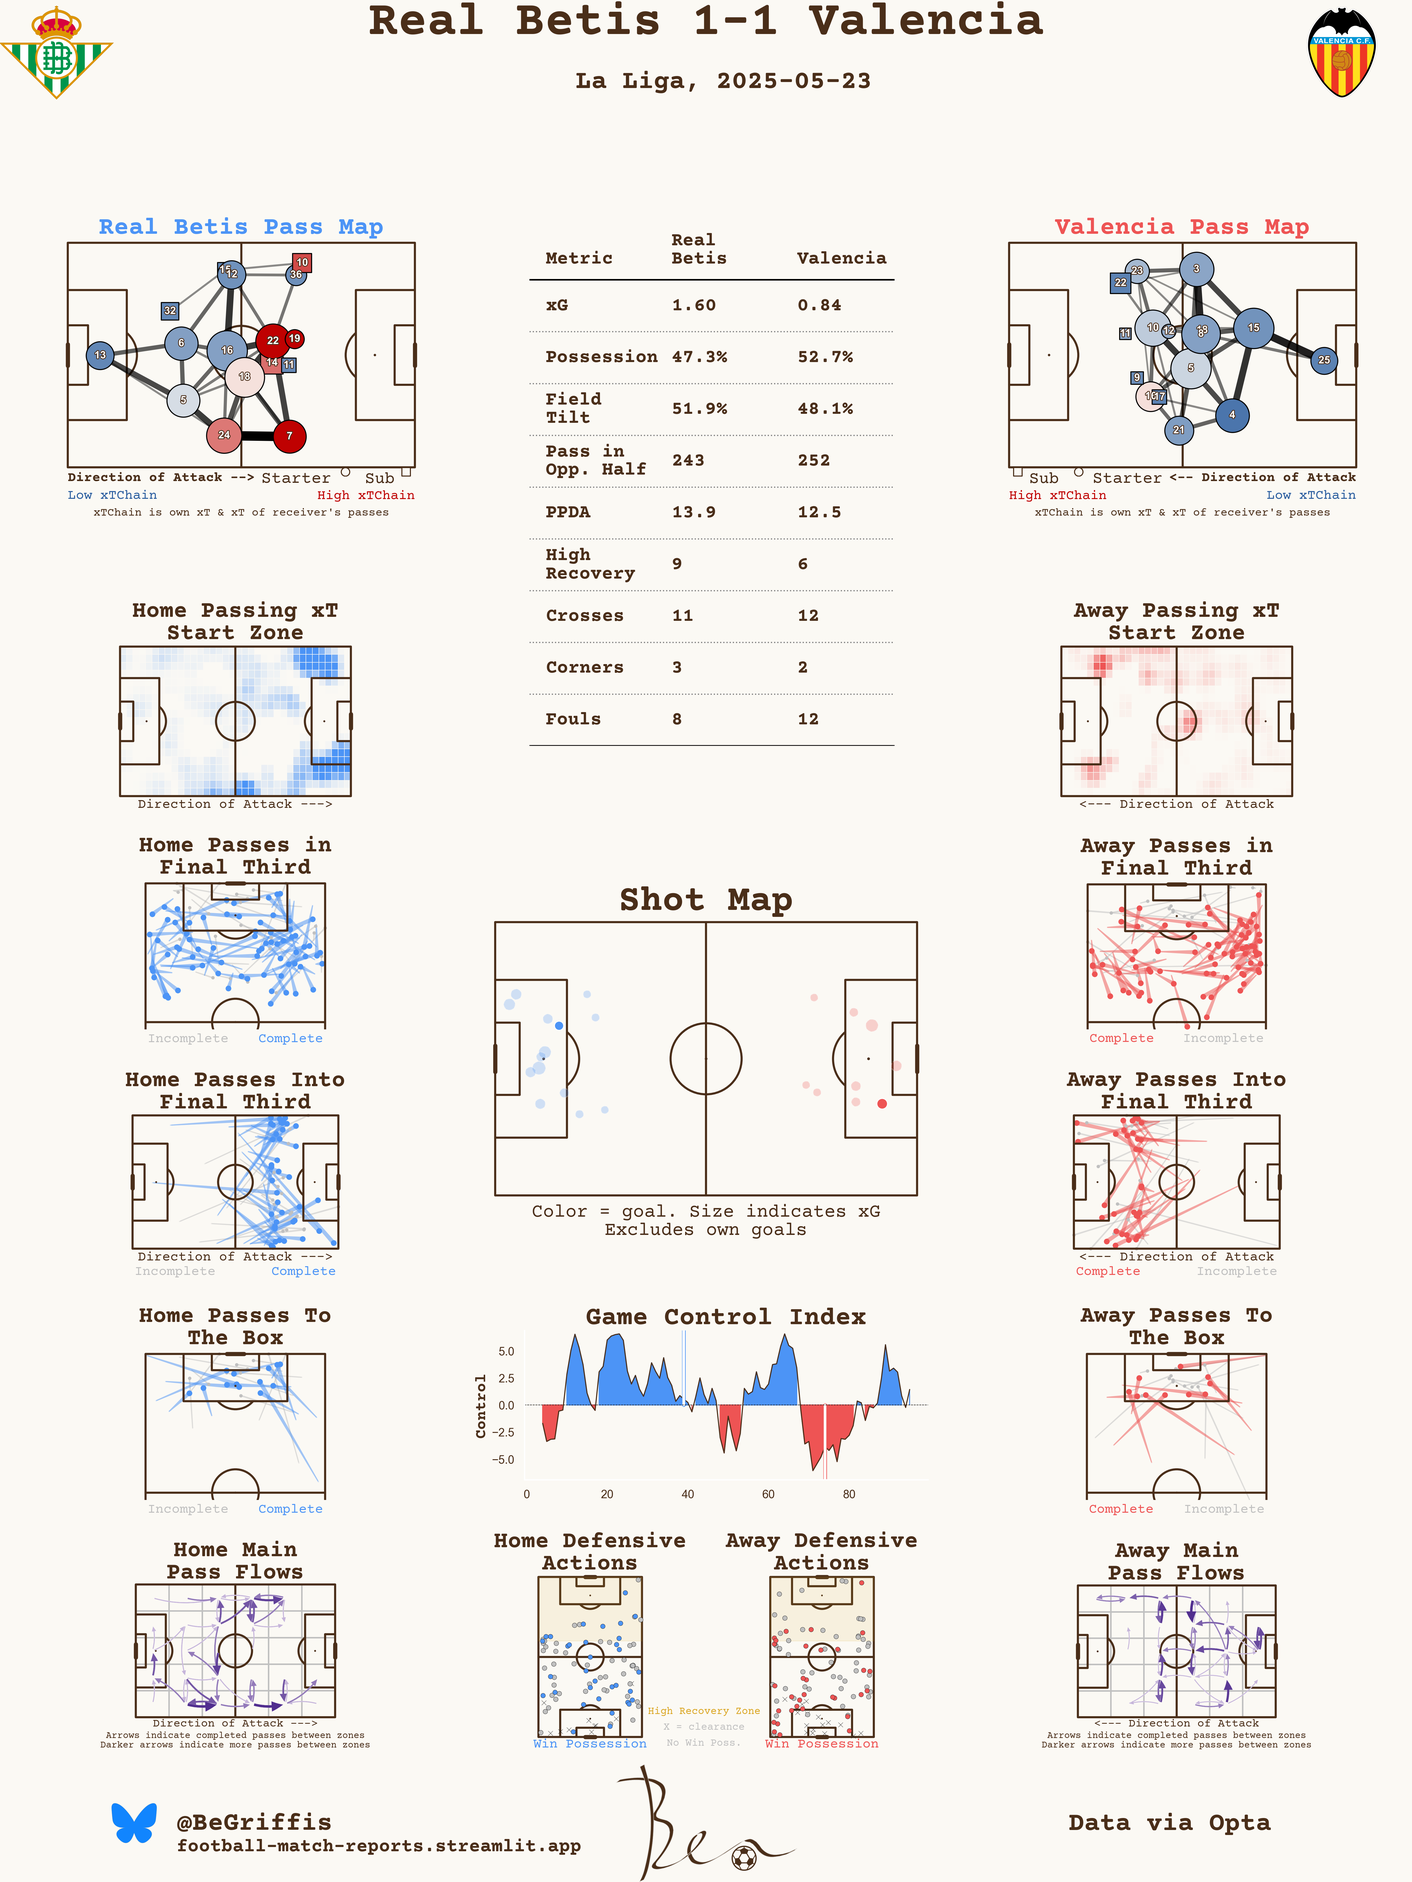 Real Betis 1-1 Valencia
La Liga, 2025-05-23
VALENCIA C.F.
Real Betis Pass Map
12
10
36
32
13
6
16
22
19
14
11
18
5
24
7
Direction of Attack --> Starter Sub
Low xTChain High xTChain
xTChain is own xT & xT of receiver's passes
Metric Real Betis Valencia
xG 1.60 0.84
Possession 47.3% 52.7%
Field Tilt 51.9% 48.1%
Pass in Opp. Half 243 252
PPDA 13.9 12.5
High Recovery 9 6
Crosses 11 12
Corners 3 2
Fouls 8 12
Valencia Pass Map
23
3
22
11
10
12
8
15
25
5
9
17
4
21
Sub Starter <-- Direction of Attack
High xTChain Low xTChain
xTChain is own xT & xT of receiver's passes
Home Passing xT
Start Zone
Direction of Attack --->
Away Passing xT
Start Zone
<--- Direction of Attack
Home Passes in
Final Third
Incomplete Complete
Away Passes in
Final Third
Complete Incomplete
Shot Map
Color = goal. Size indicates xG
Excludes own goals
Home Passes Into
Final Third
Direction of Attack --->
Incomplete Complete
Away Passes Into
Final Third
<--- Direction of Attack
Complete Incomplete
Home Passes To
The Box
Incomplete Complete
Game Control Index
Control
5.0
2.5
0.0
−2.5
−5.0
0 20 40 60 80
Away Passes To
The Box
Complete Incomplete
Home Main
Pass Flows
Direction of Attack --->
Arrows indicate completed passes between zones
Darker arrows indicate more passes between zones
Home Defensive
Actions
Win Possession
Away Defensive
Actions
Win Possession
High Recovery Zone
X = clearance
No Win Poss.
Away Main
Pass Flows
<--- Direction of Attack
Arrows indicate completed passes between zones
Darker arrows indicate more passes between zones
@BeGriffis
football-match-reports.streamlit.app
Ben
Data via Opta